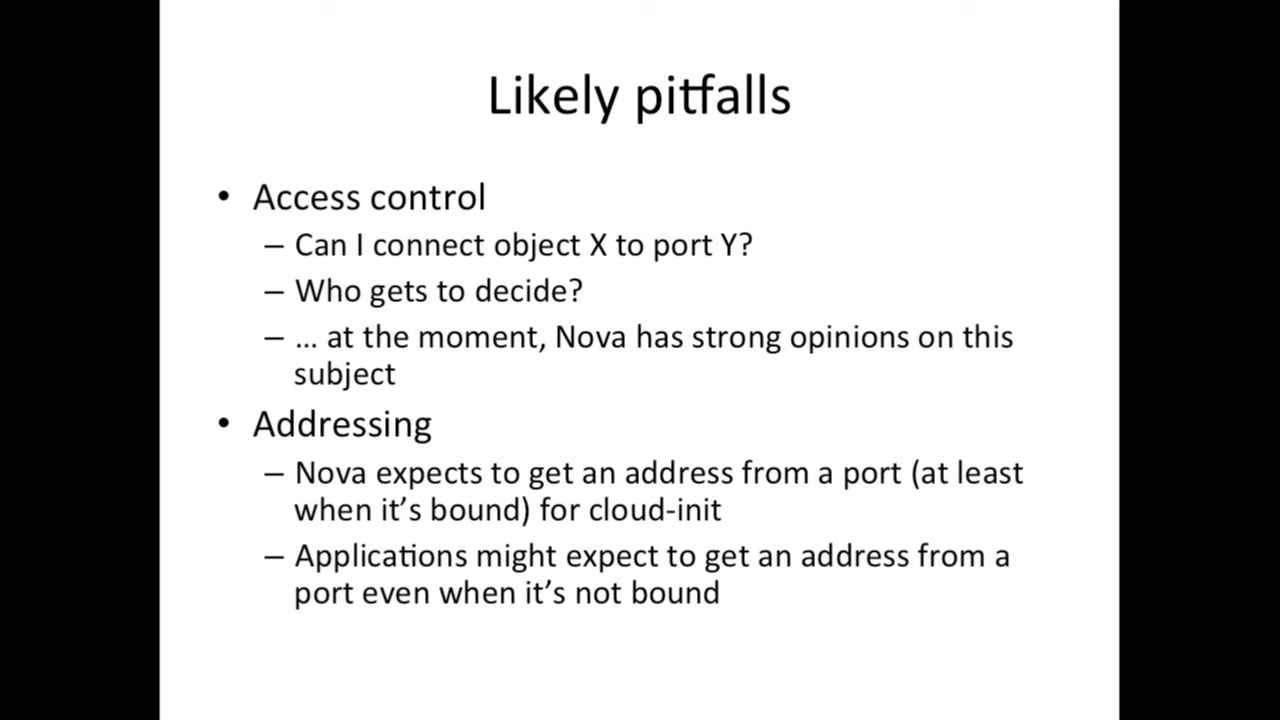 Likely pitfalls
• Access control
– Can I connect object X to port Y?
– Who gets to decide?
– … at the moment, Nova has strong opinions on this
subject
• Addressing
– Nova expects to get an address from a port (at least
when it’s bound) for cloud-init
– Applications might expect to get an address from a
port even when it’s not bound